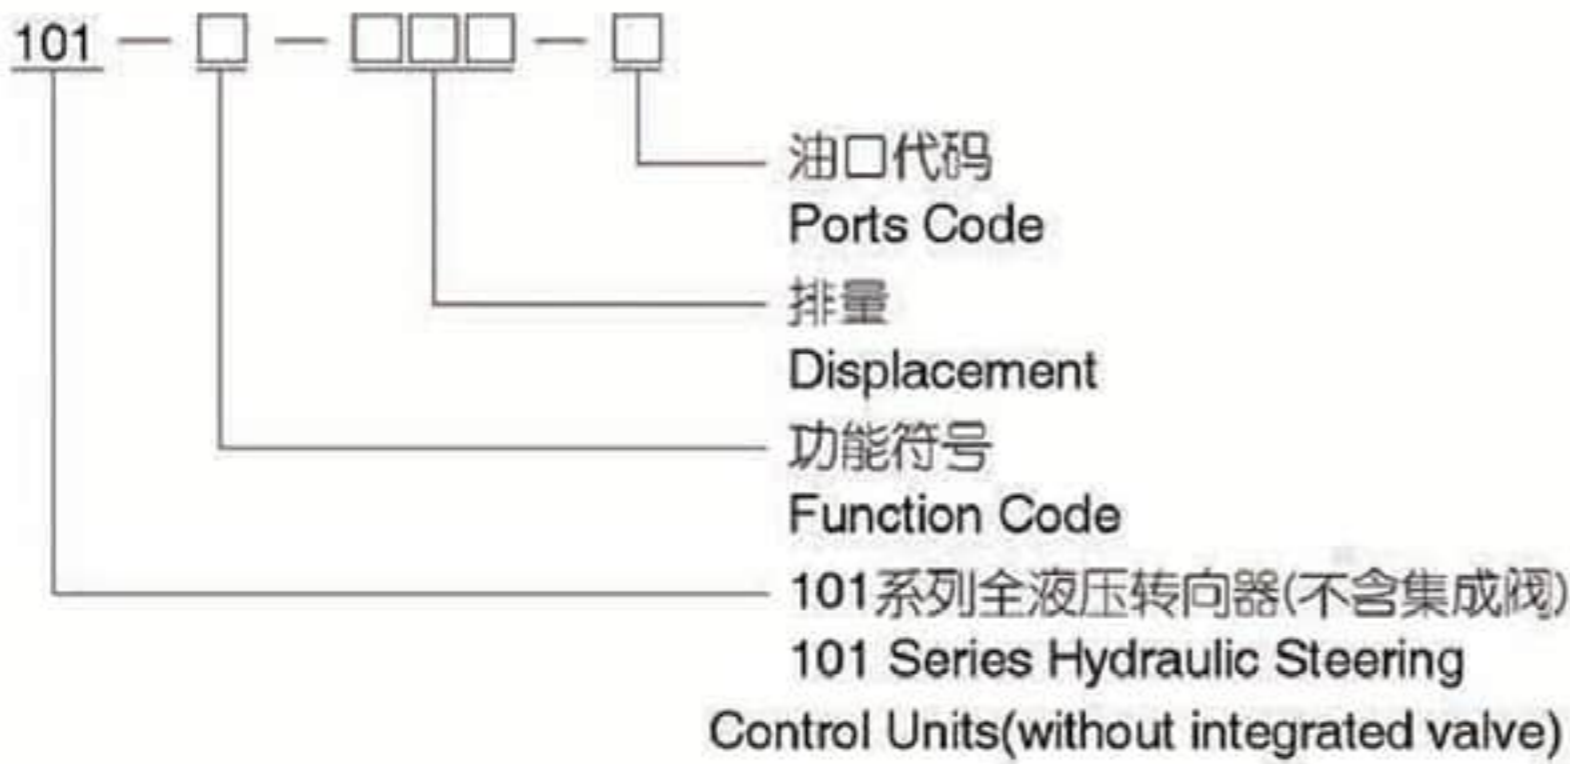 101 — □ — □□□ — □
油口代码
Ports Code
排量
Displacement
功能符号
Function Code
101系列全液压转向器(不含集成阀)
101 Series Hydraulic Steering
Control Units(without integrated valve)